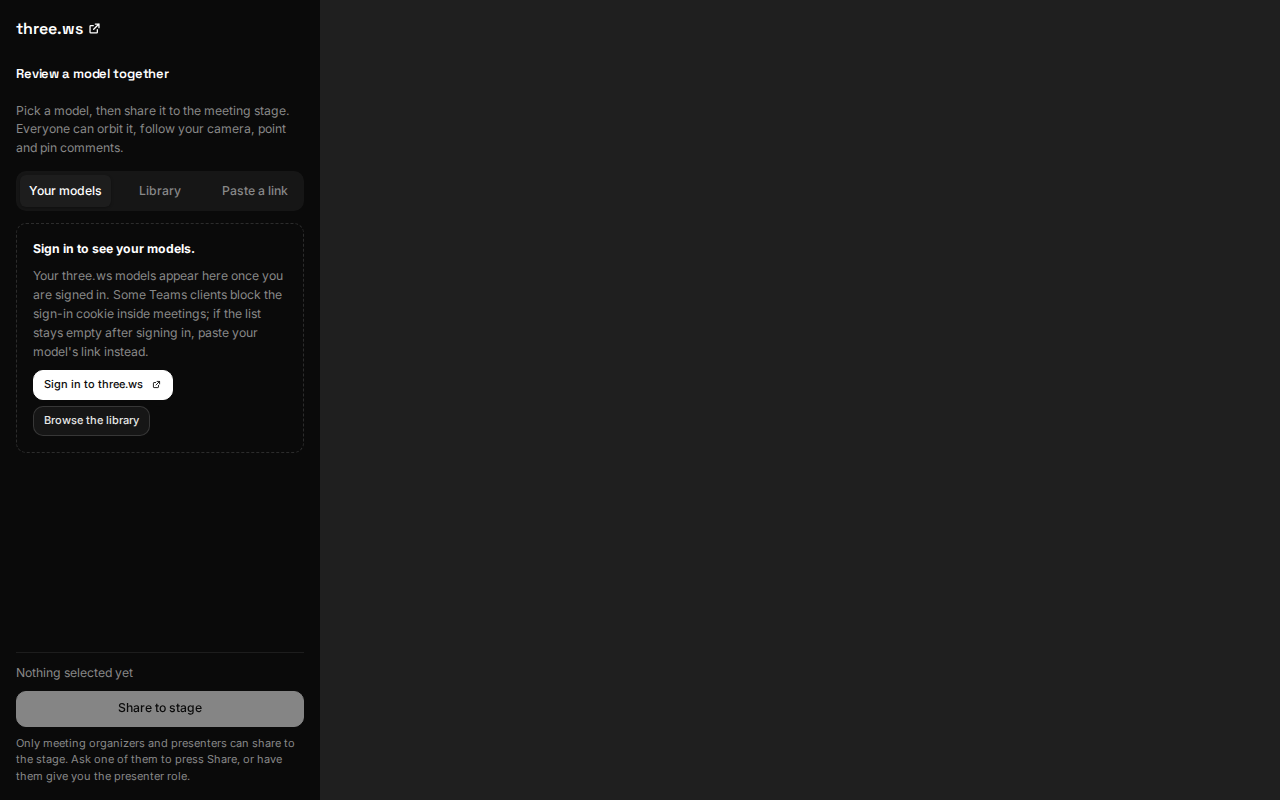 three.ws
Review a model together
Pick a model, then share it to the meeting stage.
Everyone can orbit it, follow your camera, point
and pin comments.
Your models
Library
Paste a link
Sign in to see your models.
Your three.ws models appear here once you
are signed in. Some Teams clients block the
sign-in cookie inside meetings; if the list
stays empty after signing in, paste your
model's link instead.
Sign in to three.ws
Browse the library
Nothing selected yet
Share to stage
Only meeting organizers and presenters can share to
the stage. Ask one of them to press Share, or have
them give you the presenter role.